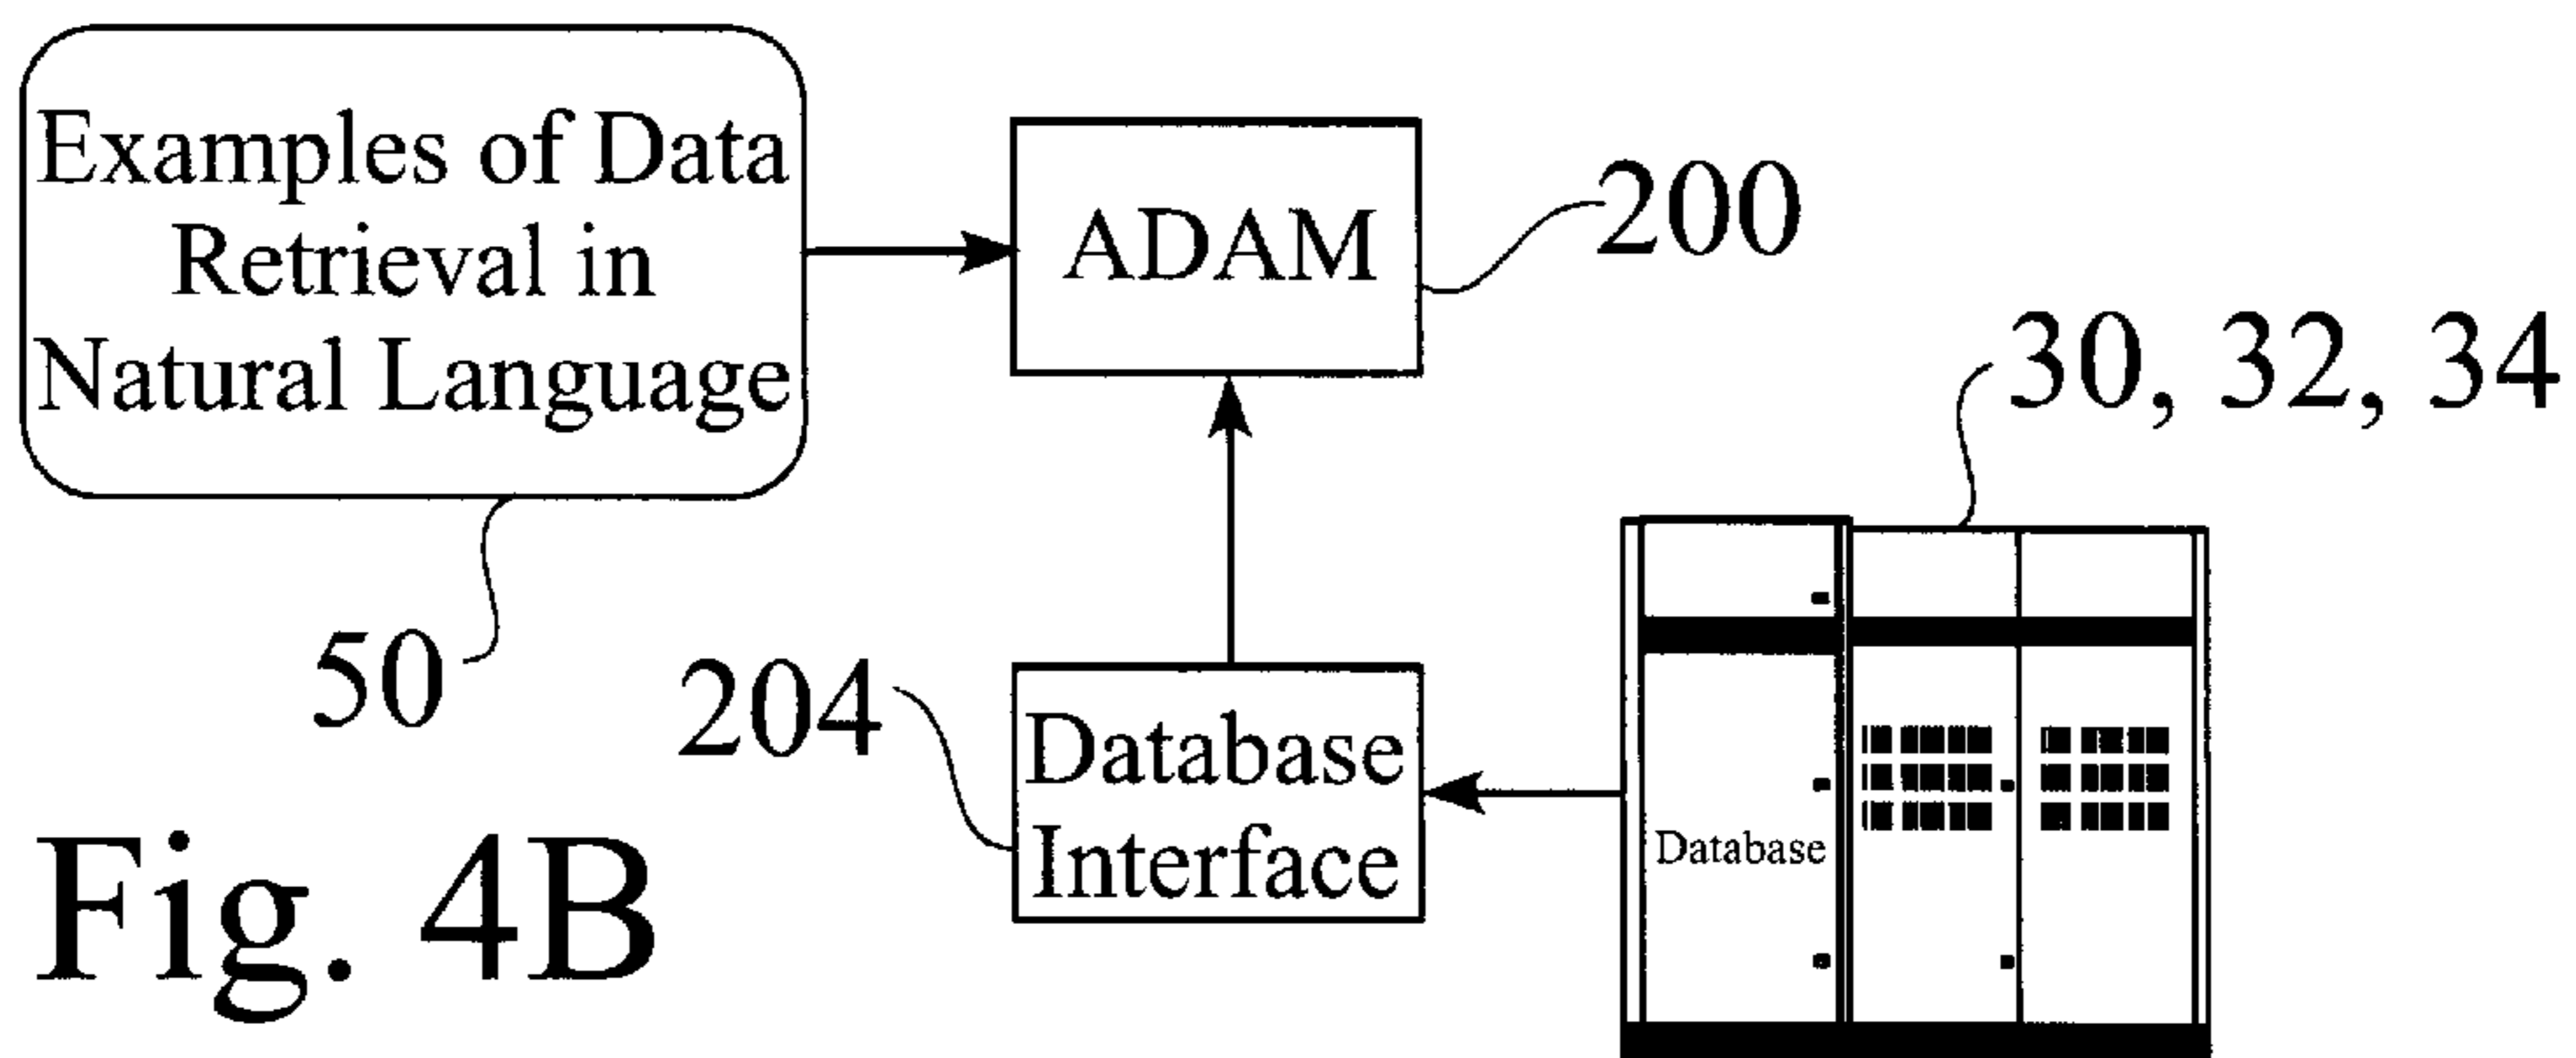 Examples of Data
Retrieval in
Natural Language
ADAM
200
30, 32, 34
50
204
Database
Interface
Database
Fig. 4B